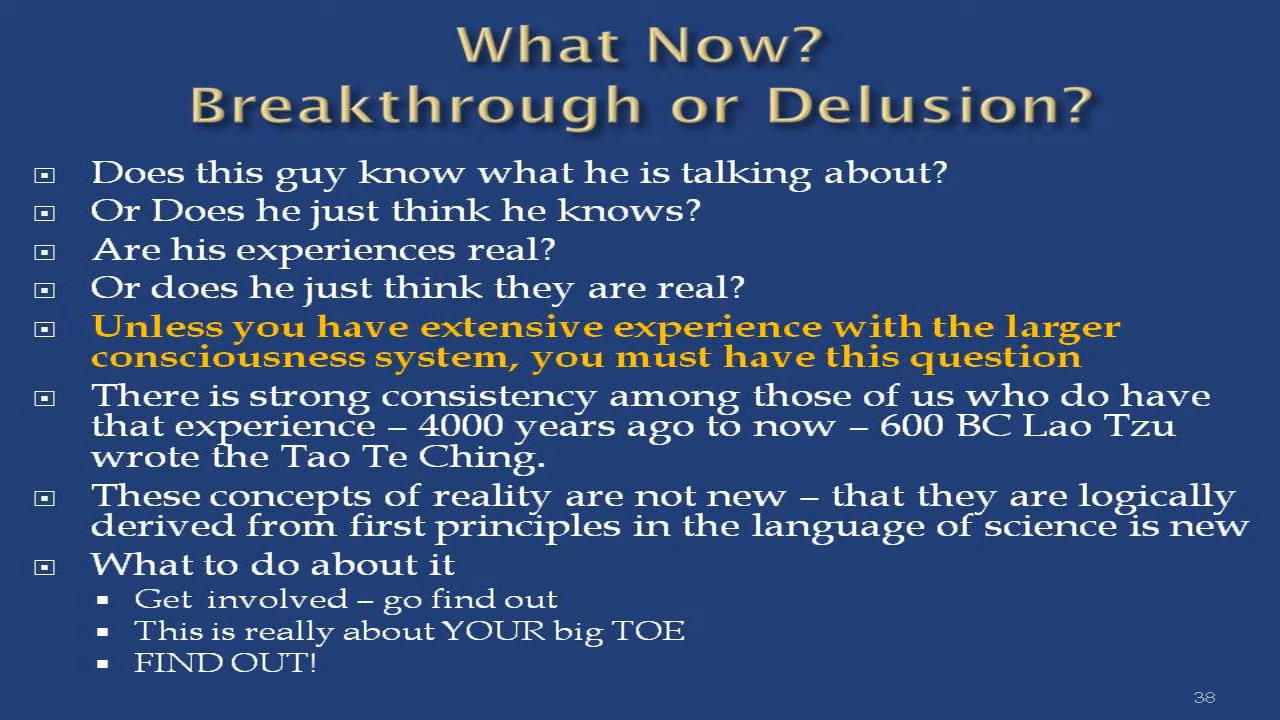 What Now?
Breakthrough or Delusion?
Does this guy know what he is talking about?
Or Does he just think he knows?
Are his experiences real?
Or does he just think they are real?
Unless you have extensive experience with the larger
consciousness system, you must have this question
There is strong consistency among those of us who do have
that experience – 4000 years ago to now – 600 BC Lao Tzu
wrote the Tao Te Ching.
These concepts of reality are not new – that they are logically
derived from first principles in the language of science is new
What to do about it
Get involved – go find out
This is really about YOUR big TOE
FIND OUT!
38